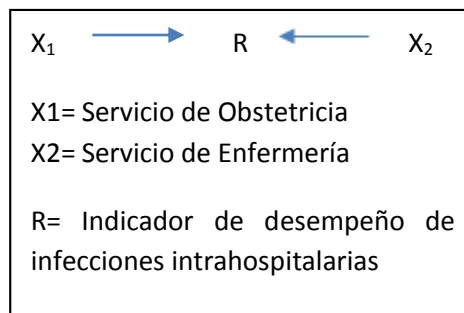 X₁ R X₂
X1= Servicio de Obstetricia
X2= Servicio de Enfermería
R= Indicador de desempeño de
infecciones intrahospitalarias